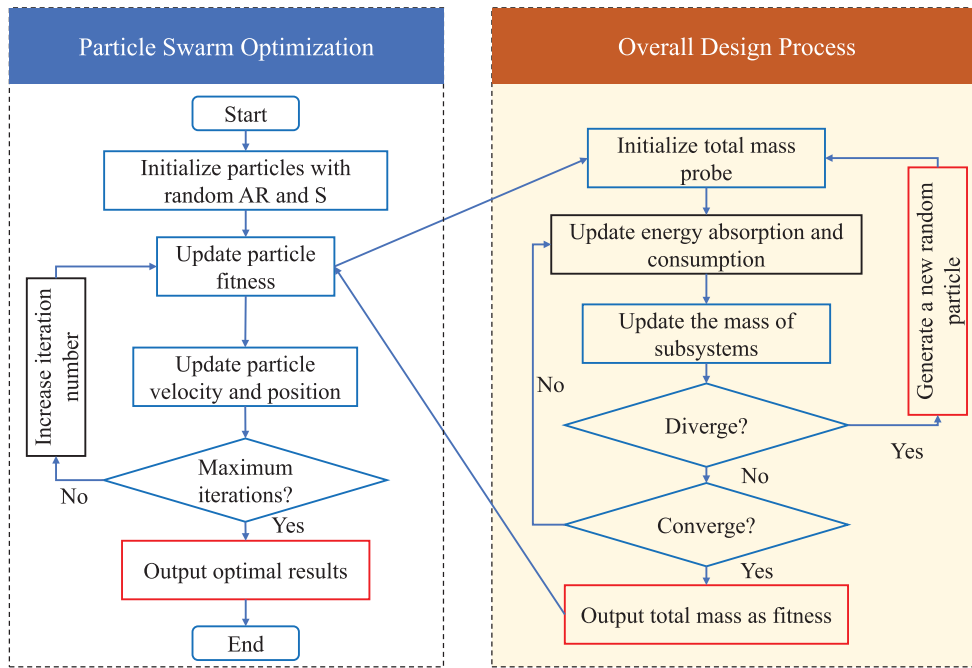 Particle Swarm Optimization
Start
Initialize particles with
random AR and S
Update particle
fitness
Increase iteration
number
Update particle
velocity and position
Maximum
iterations?
No
Yes
Output optimal results
End
Overall Design Process
Initialize total mass
probe
Update energy absorption and
consumption
Generate a new random
particle
Update the mass of
subsystems
No
Diverge?
Yes
No
Converge?
Yes
Output total mass as fitness